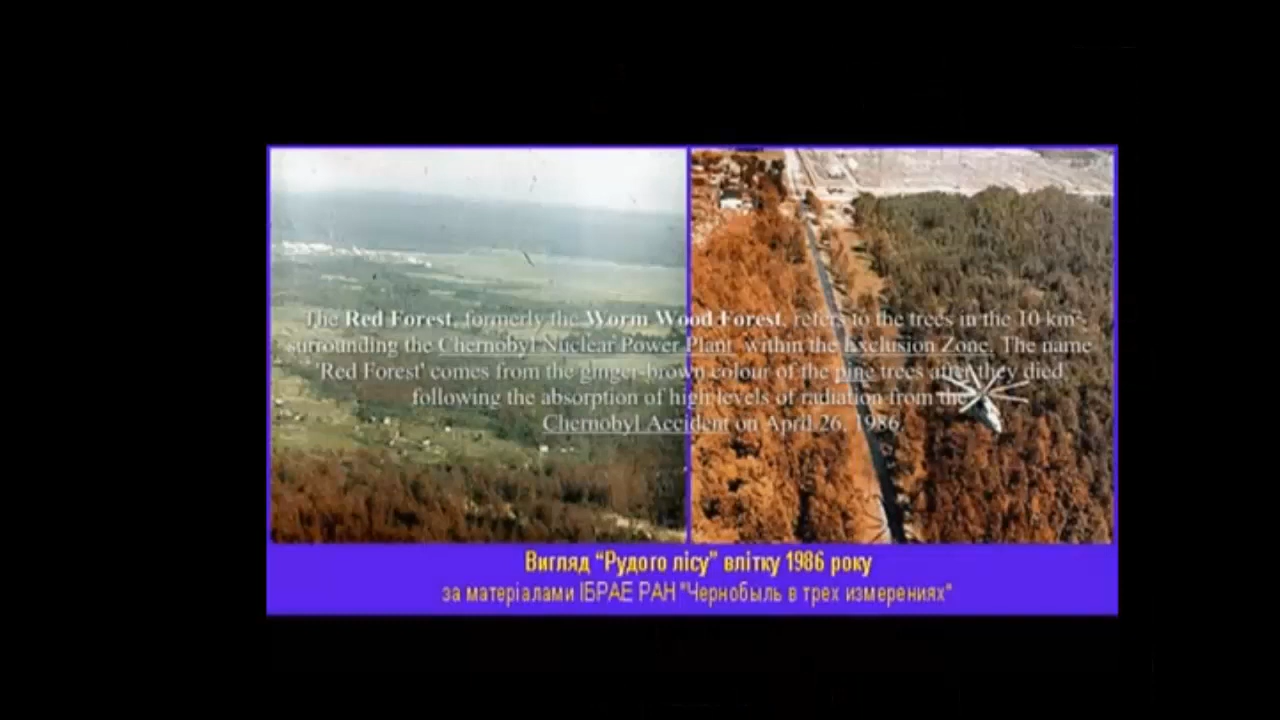 The Red Forest, formerly the Worm Wood Forest, refers to the trees in the 10 km²,
surrounding the Chernobyl Nuclear Power Plant, within the Exclusion Zone. The name
'Red Forest' comes from the ginger-brown colour of the pine trees after they died
following the absorption of high levels of radiation from the
Chernobyl Accident on April 26, 1986.
Вигляд “Рудого лісу” влітку 1986 року
за матеріалами ІБРАЕ РАН "Чернобыль в трех измерениях"